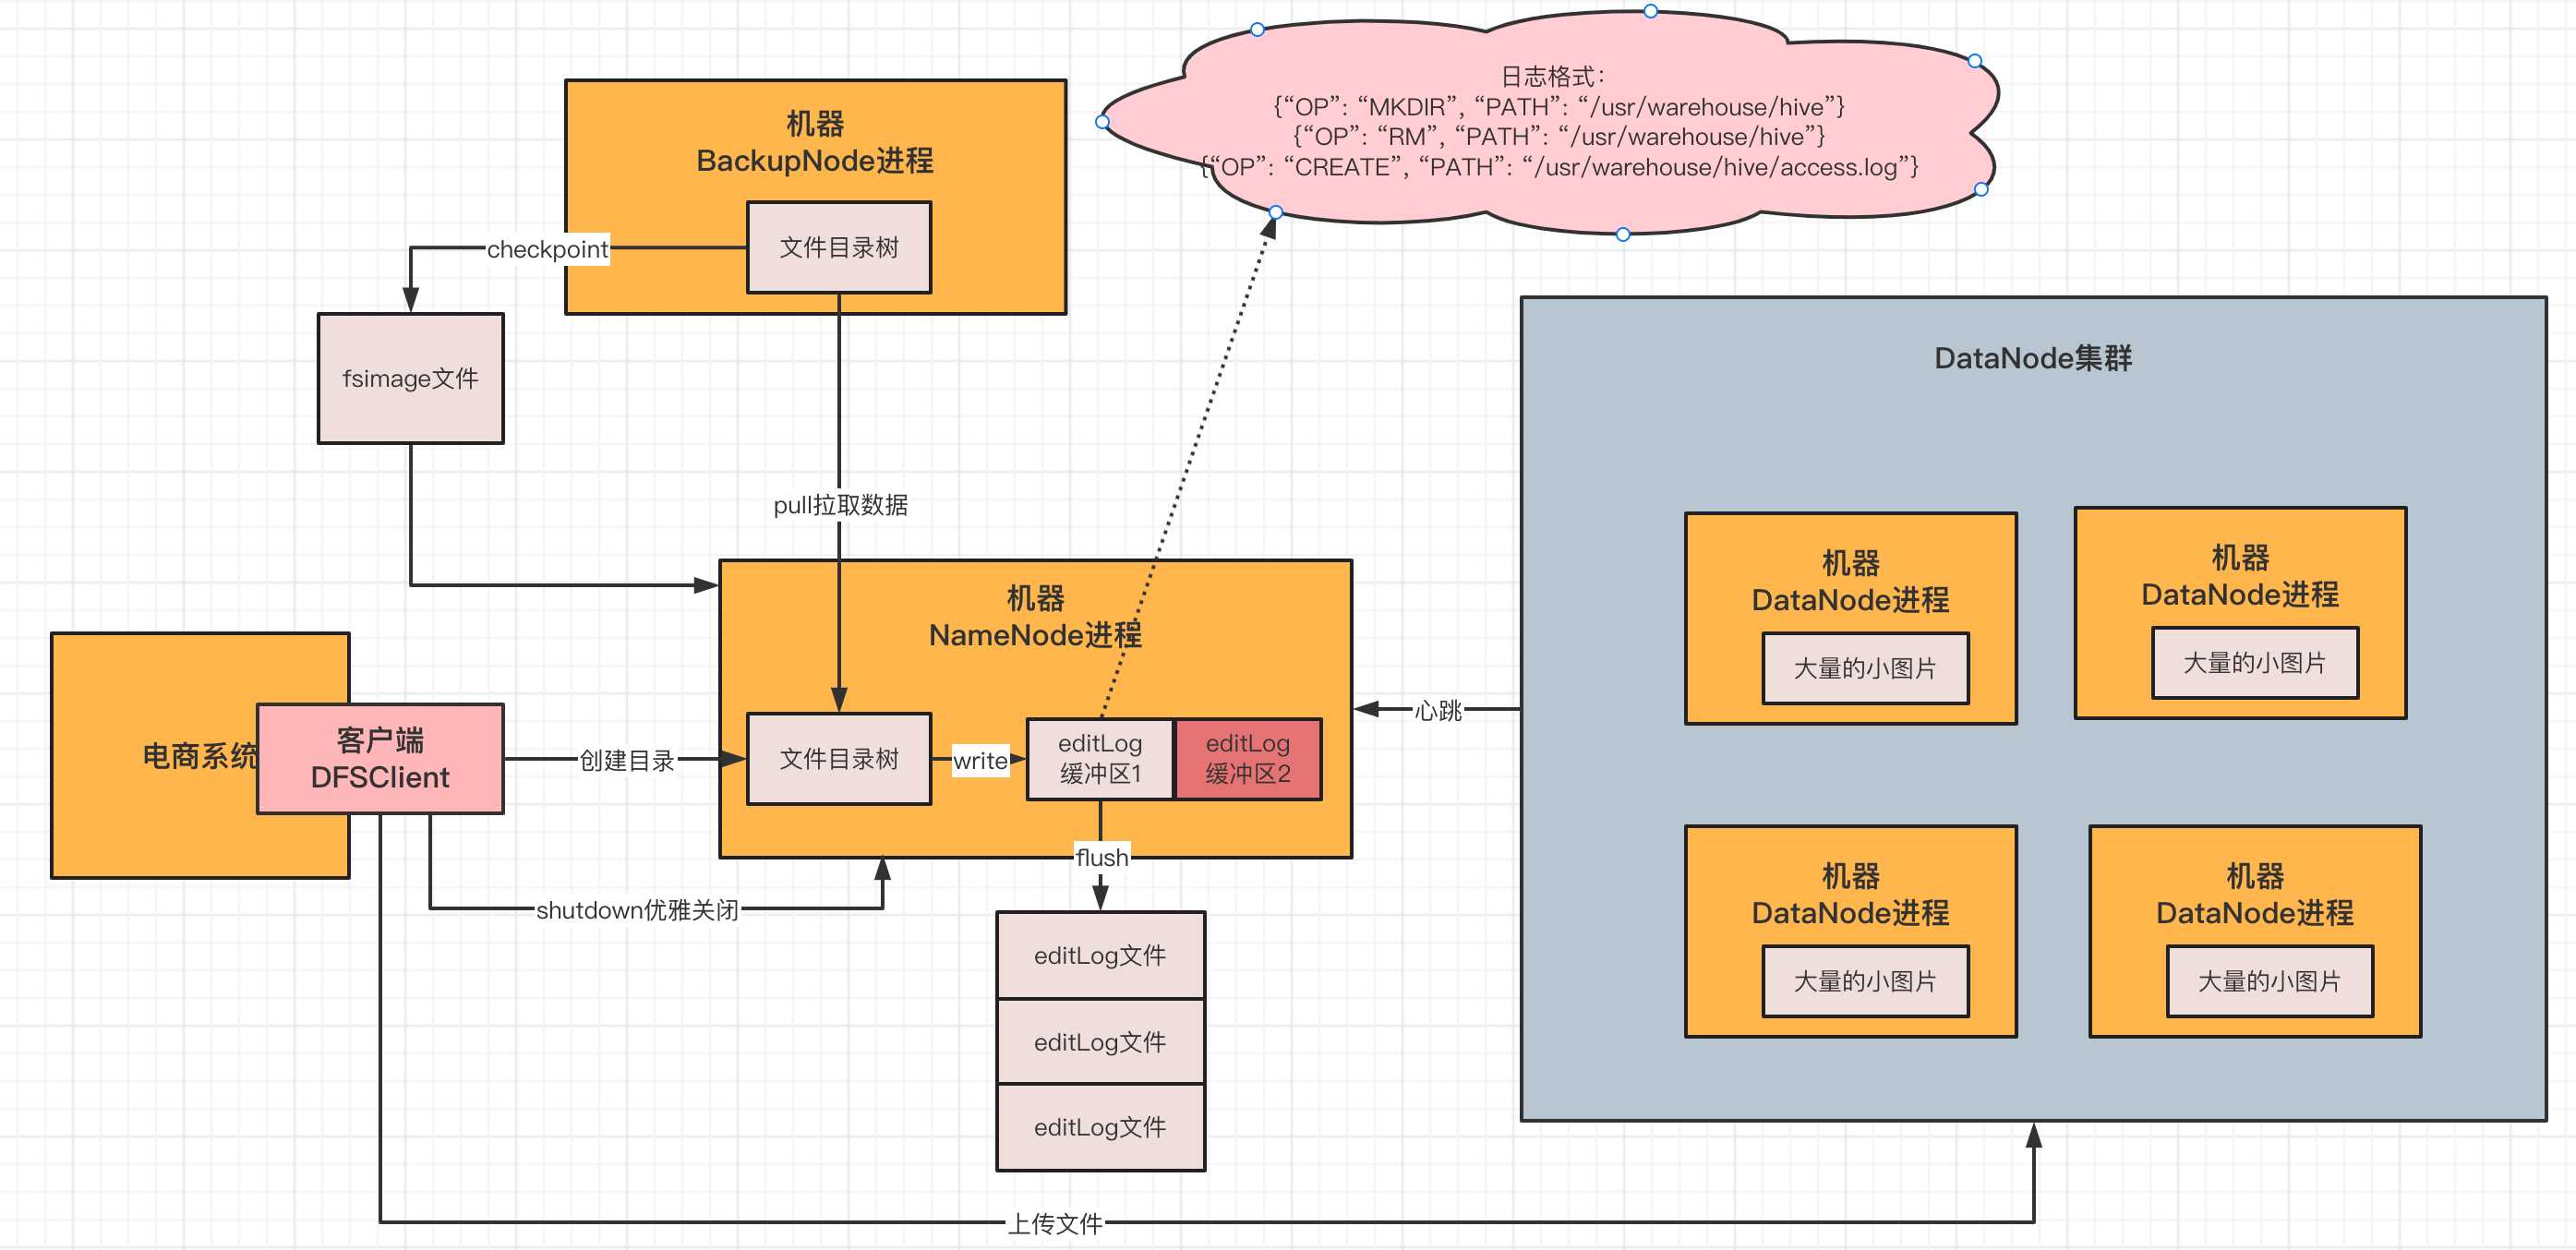 日志格式：
{“OP”: “MKDIR”, “PATH”: “/usr/warehouse/hive”}
{“OP”: “RM”, “PATH”: “/usr/warehouse/hive”}
{“OP”: “CREATE”, “PATH”: “/usr/warehouse/hive/access.log”}
机器
BackupNode进程
文件目录树
checkpoint
fsimage文件
pull拉取数据
DataNode集群
机器
DataNode进程
大量的小图片
机器
DataNode进程
大量的小图片
机器
NameNode进程
心跳
电商系统
客户端
DFSClient
创建目录
文件目录树
write
editLog
缓冲区1
editLog
缓冲区2
flush
shutdown优雅关闭
机器
DataNode进程
大量的小图片
机器
DataNode进程
大量的小图片
editLog文件
editLog文件
editLog文件
上传文件